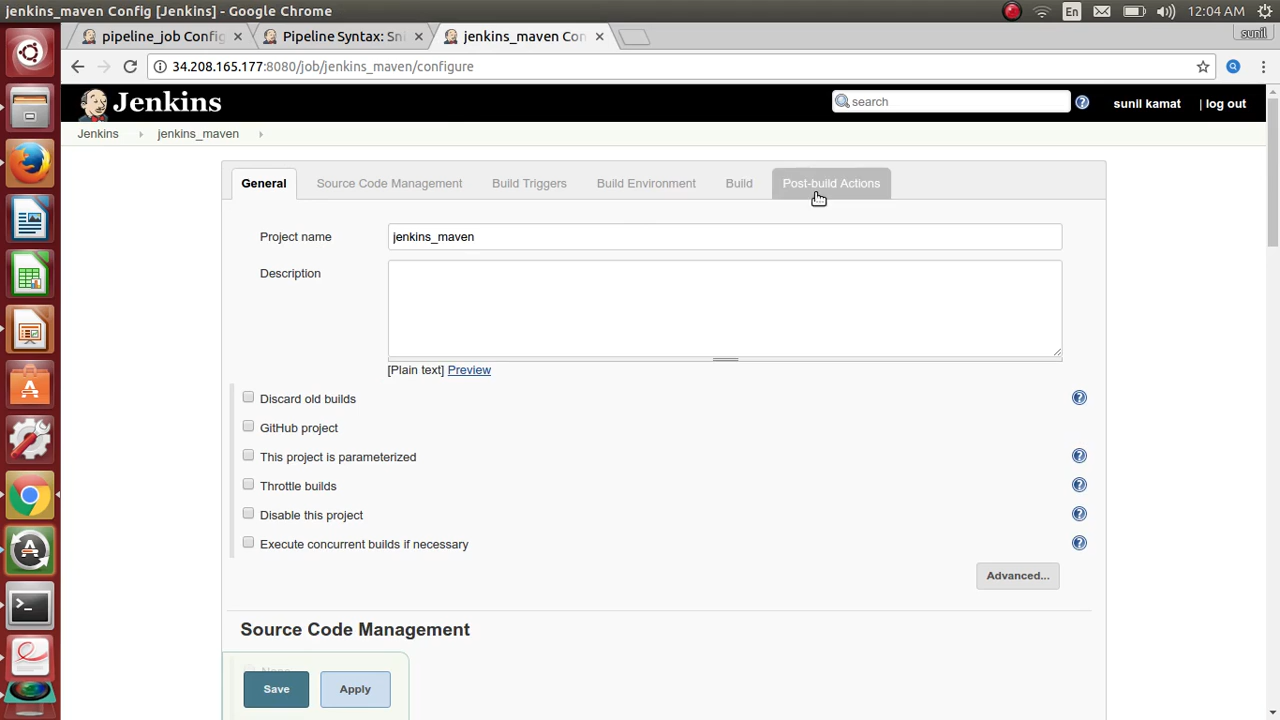 jenkins_maven Config [Jenkins] - Google Chrome
En
12:04 AM
pipeline_job Config
Pipeline Syntax: Sni
jenkins_maven Con
sunil
34.208.165.177:8080/job/jenkins_maven/configure
Jenkins
search
sunil kamat
| log out
Jenkins
jenkins_maven
General
Source Code Management
Build Triggers
Build Environment
Build
Post-build Actions
Project name
jenkins_maven
Description
[Plain text] Preview
Discard old builds
GitHub project
This project is parameterized
Throttle builds
Disable this project
Execute concurrent builds if necessary
Advanced...
Source Code Management
None
Save
Apply